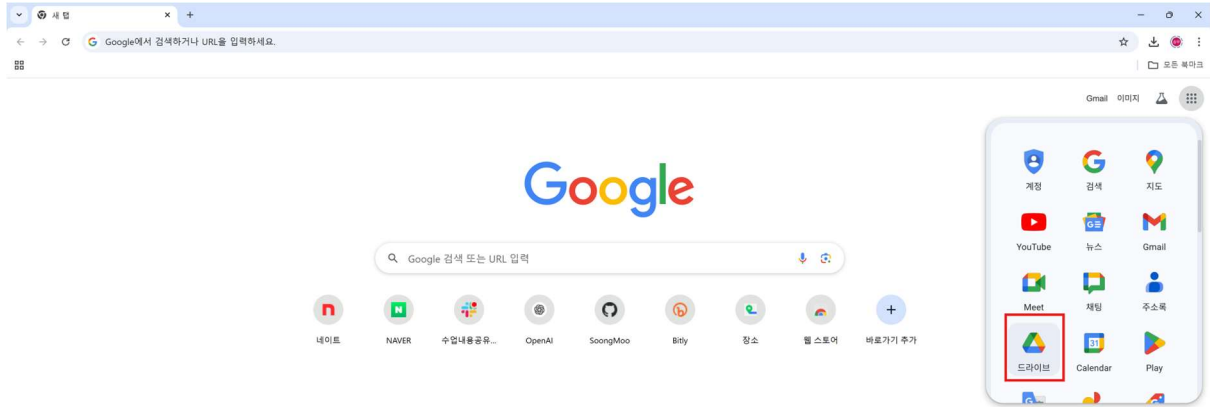 새 탭
Google에서 검색하거나 URL을 입력하세요.
모든 북마크
Gmail 이미지
Google
계정 검색 지도
YouTube 뉴스 Gmail
Google 검색 또는 URL 입력
Meet 채팅 주소록
네이트 NAVER 수업내용공유... OpenAI SoongMoo Bitly 장소 웹 스토어 바로가기 추가
31
드라이브 Calendar Play